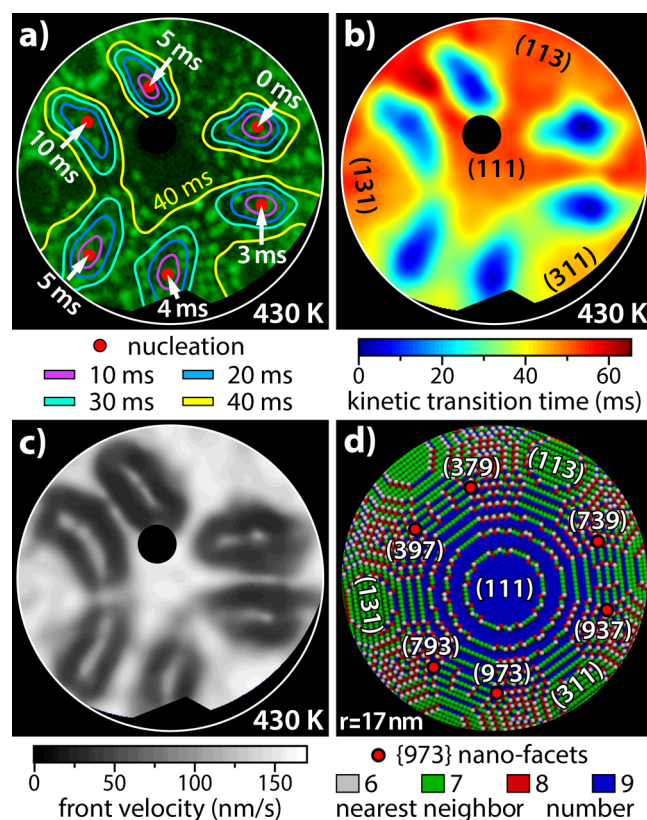 a)
5 ms
0 ms
10 ms
40 ms
5 ms
3 ms
4 ms
430 K
nucleation
10 ms
20 ms
30 ms
40 ms
b)
(113)
(111)
(131)
(311)
430 K
0 20 40 60
kinetic transition time (ms)
c)
430 K
0 50 100 150
front velocity (nm/s)
d)
(379)
(113)
(739)
(397)
(111)
(131)
(937)
(793)
(973)
(311)
r=17nm
{973} nano-facets
6 7 8 9
nearest neighbor number